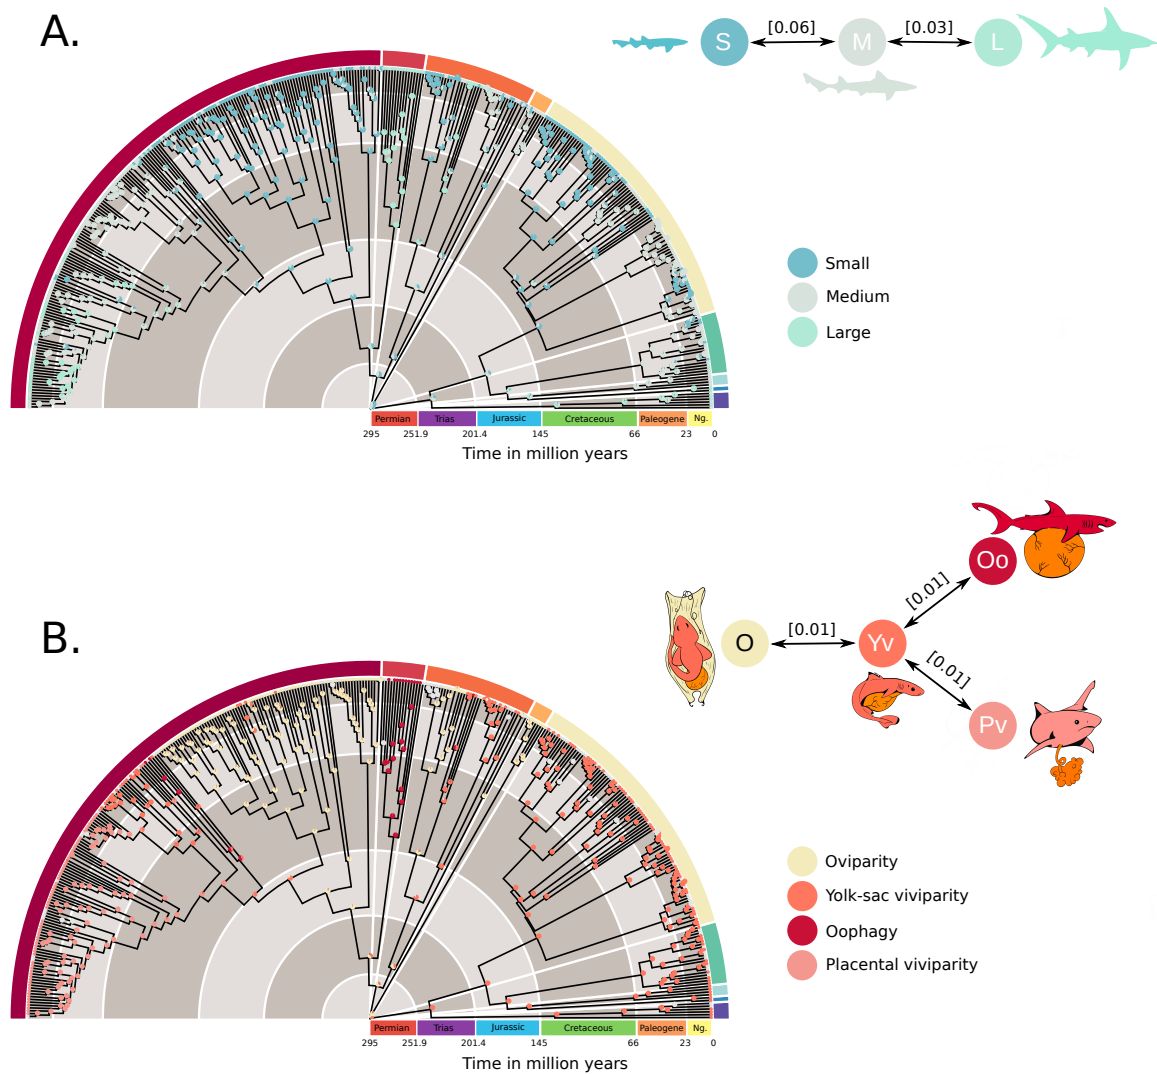 A.
S [0.06] M [0.03] L
Small
Medium
Large
Permian Trias Jurassic Cretaceous Paleogene Ng.
295 251.9 201.4 145 66 23 0
Time in million years
Oo
[0.01]
B.
O [0.01] Yv
[0.01]
Pv
Oviparity
Yolk-sac viviparity
Oophagy
Placental viviparity
Permian Trias Jurassic Cretaceous Paleogene Ng.
295 251.9 201.4 145 66 23 0
Time in million years